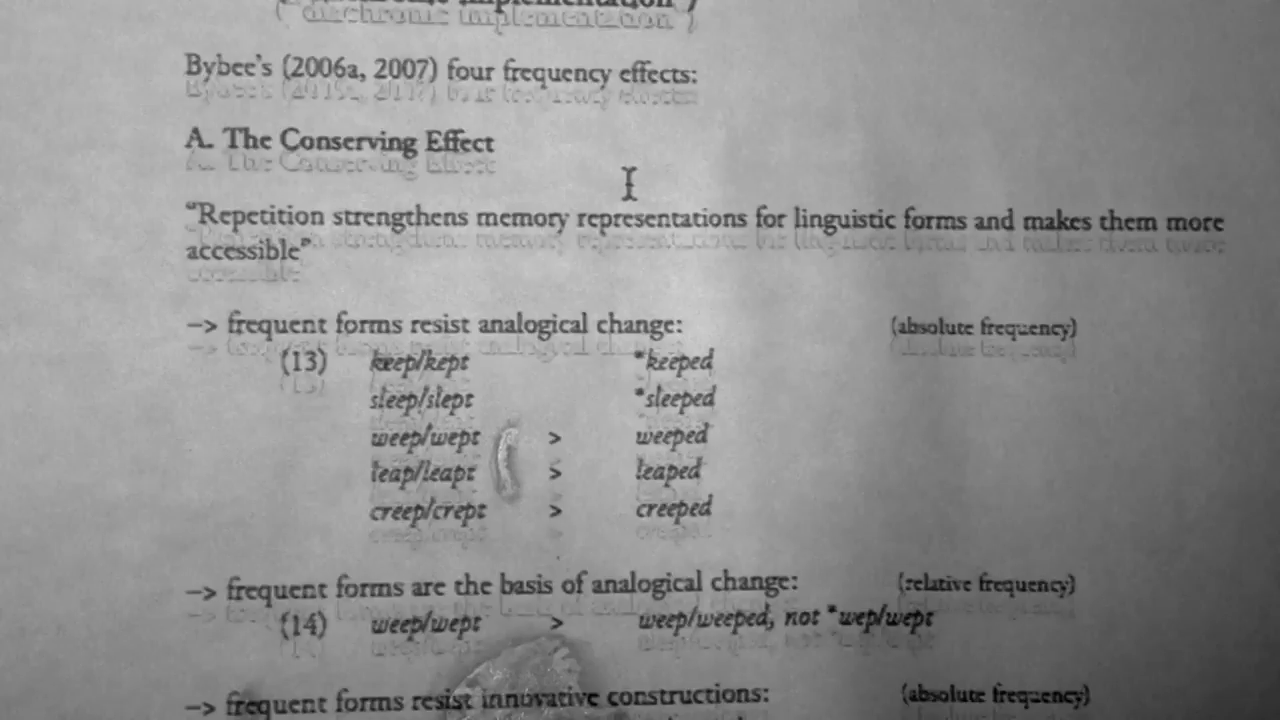 ("diachronic implementation")
Bybee's (2006a, 2007) four frequency effects:
A. The Conserving Effect
"Repetition strengthens memory representations for linguistic forms and makes them more
accessible"
—> frequent forms resist analogical change: (absolute frequency)
(13) keep/kept *keeped
sleep/slept *sleeped
weep/wept > weeped
leap/leapt > leaped
creep/crept > creeped
—> frequent forms are the basis of analogical change: (relative frequency)
(14) weep/wept > weep/weeped, not *wep/wept
—> frequent forms resist innovative constructions: (absolute frequency)